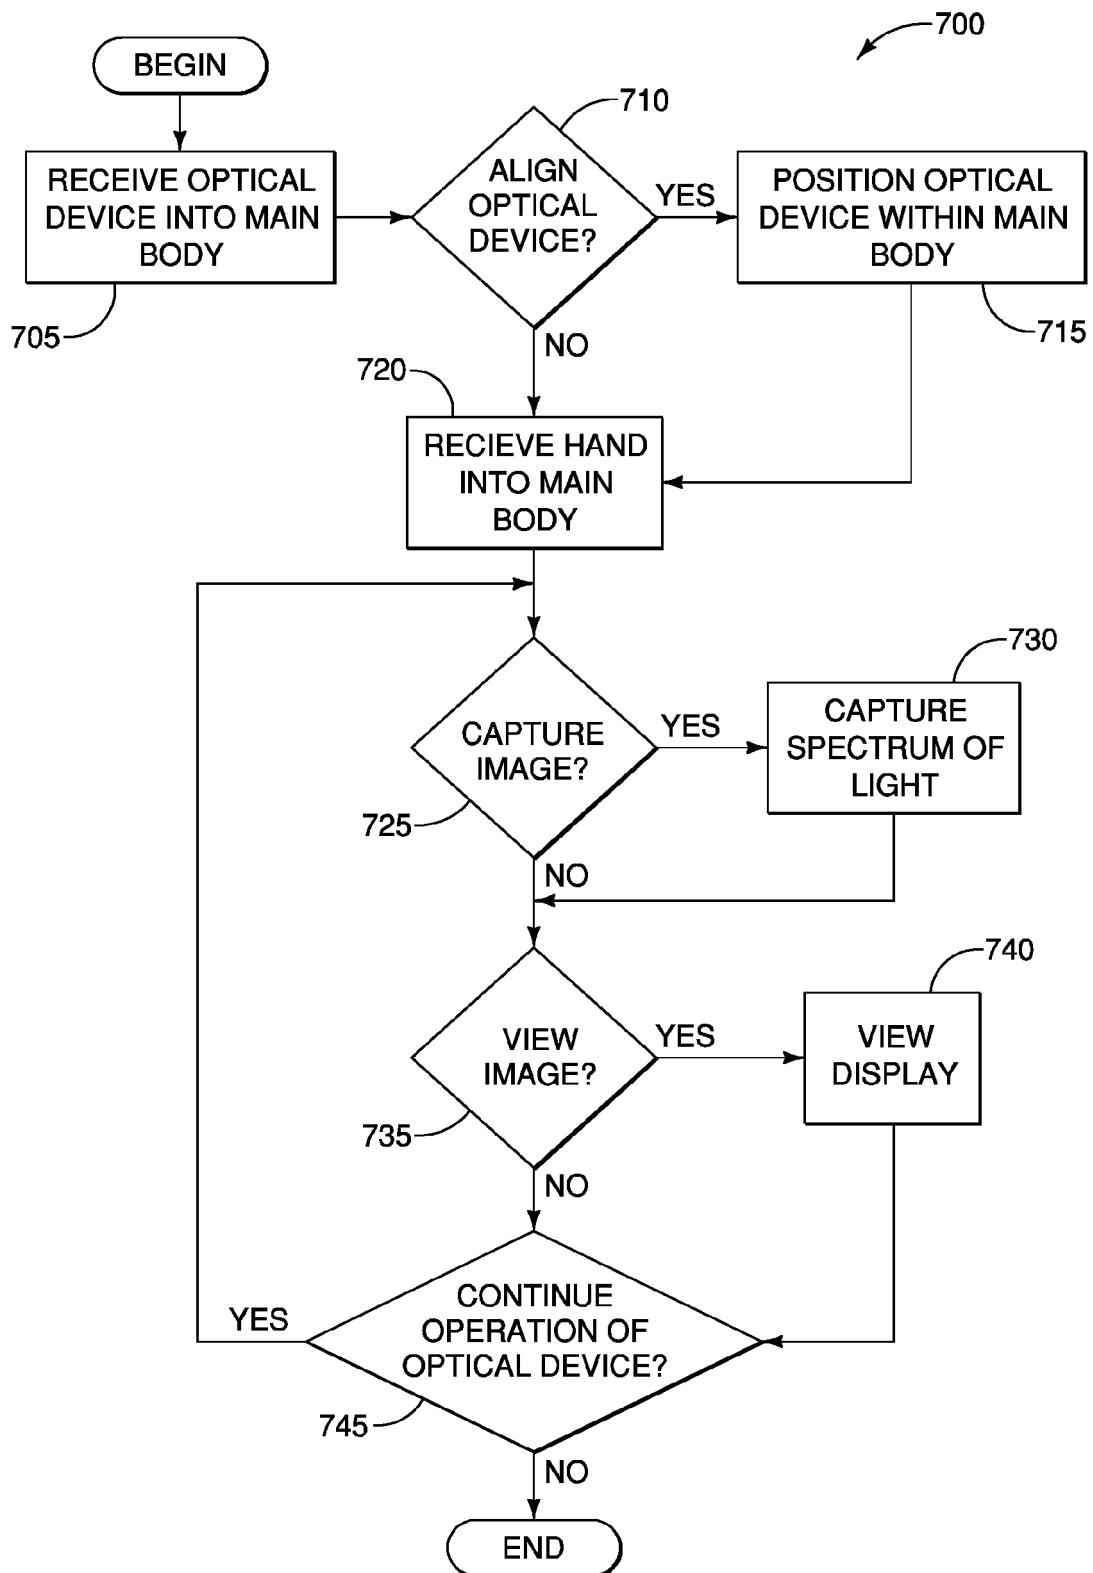 700
BEGIN
710
RECEIVE OPTICAL
DEVICE INTO MAIN
BODY
705
ALIGN
OPTICAL
DEVICE?
YES
POSITION OPTICAL
DEVICE WITHIN MAIN
BODY
715
NO
720
RECIEVE HAND
INTO MAIN
BODY
CAPTURE
IMAGE?
725
YES
730
CAPTURE
SPECTRUM OF
LIGHT
NO
VIEW
IMAGE?
735
YES
740
VIEW
DISPLAY
NO
CONTINUE
OPERATION OF
OPTICAL DEVICE?
YES
745
NO
END